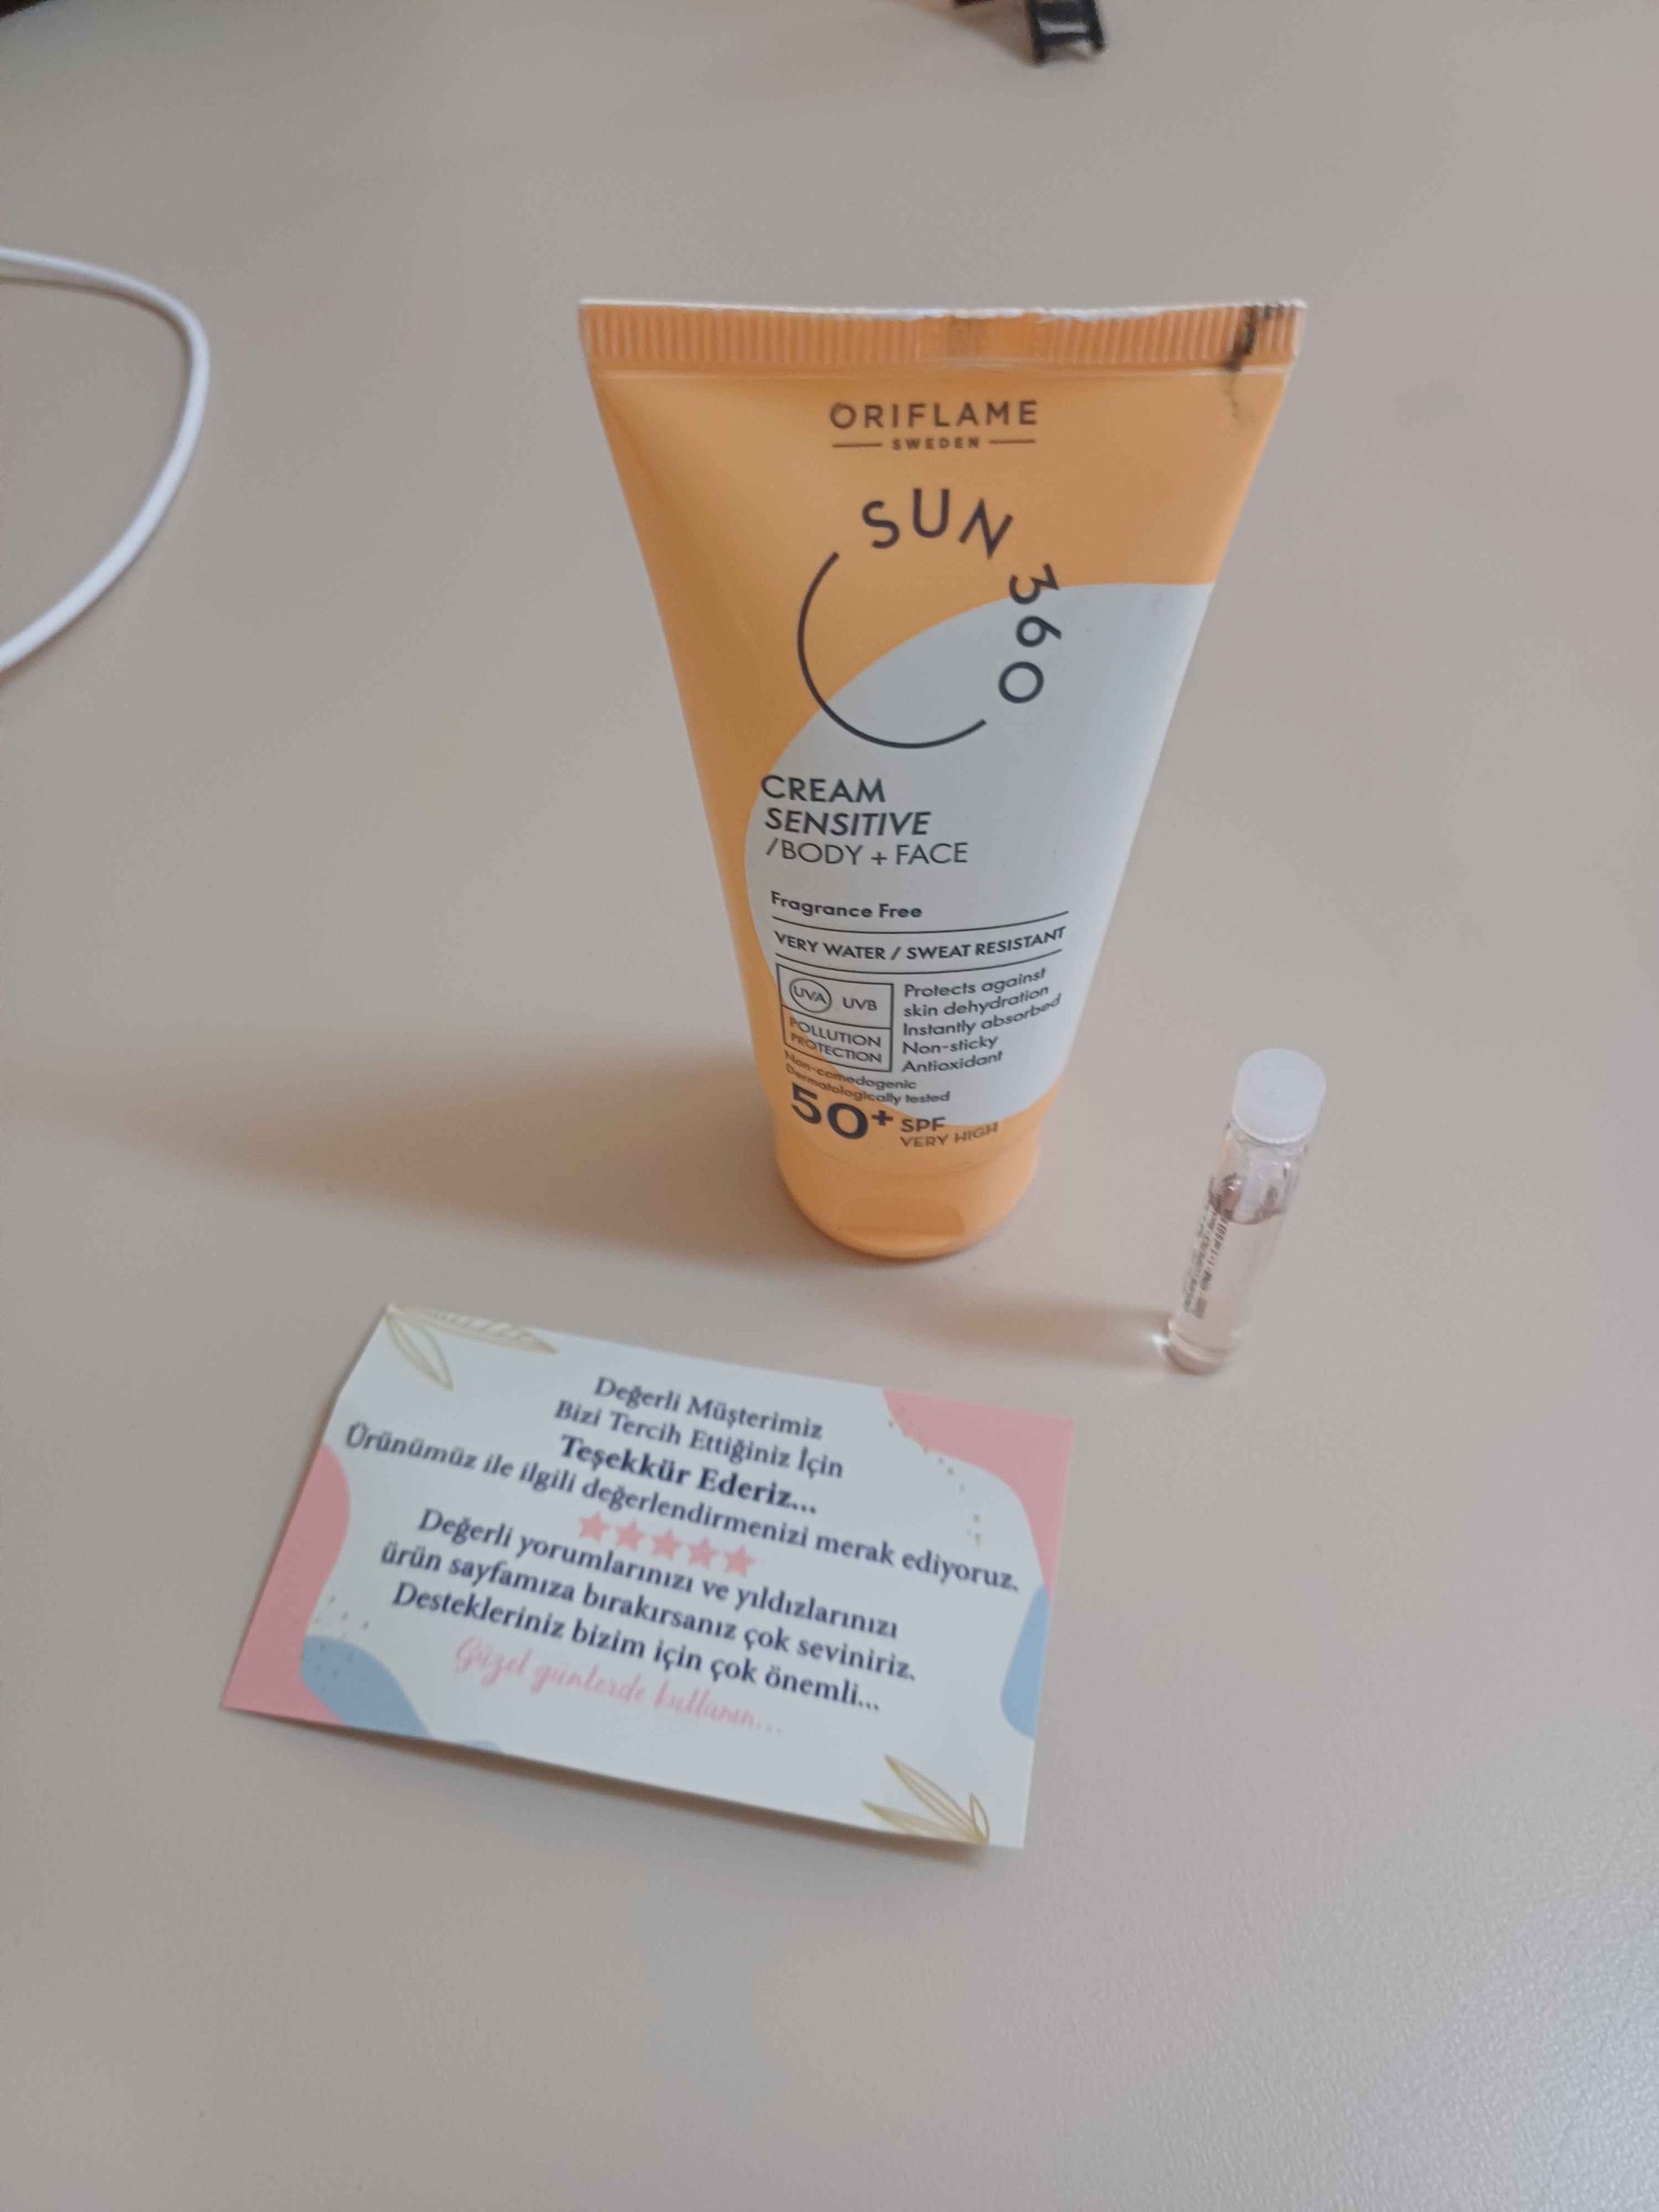 ORIFLAME
SWEDEN
SUN 360
CREAM
SENSITIVE
/BODY + FACE
Fragrance Free
VERY WATER / SWEAT RESISTANT
UVA UVB
POLLUTION
PROTECTION
Protects against
skin dehydration
Instantly absorbed
Non-sticky
Antioxidant
Non-comedogenic
Dermatologically tested
50+ SPF
VERY HIGH
Değerli Müşterimiz
Bizi Tercih Ettiğiniz İçin
Teşekkür Ederiz...
Ürünümüz ile ilgili değerlendirmenizi merak ediyoruz.
Değerli yorumlarınızı ve yıldızlarınızı
ürün sayfamıza bırakırsanız çok seviniriz.
Destekleriniz bizim için çok önemli...
Güzel günlerde kullanın...